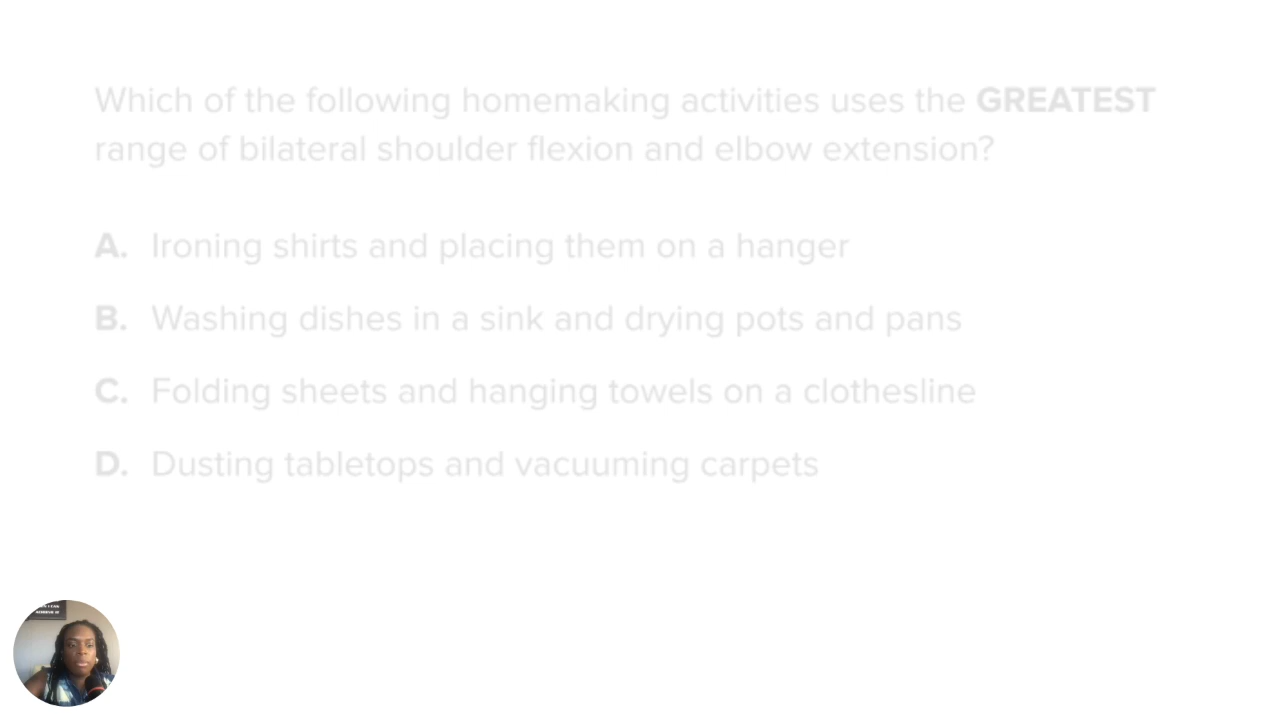 Which of the following homemaking activities uses the GREATEST
range of bilateral shoulder flexion and elbow extension?
A. Ironing shirts and placing them on a hanger
B. Washing dishes in a sink and drying pots and pans
C. Folding sheets and hanging towels on a clothesline
D. Dusting tabletops and vacuuming carpets